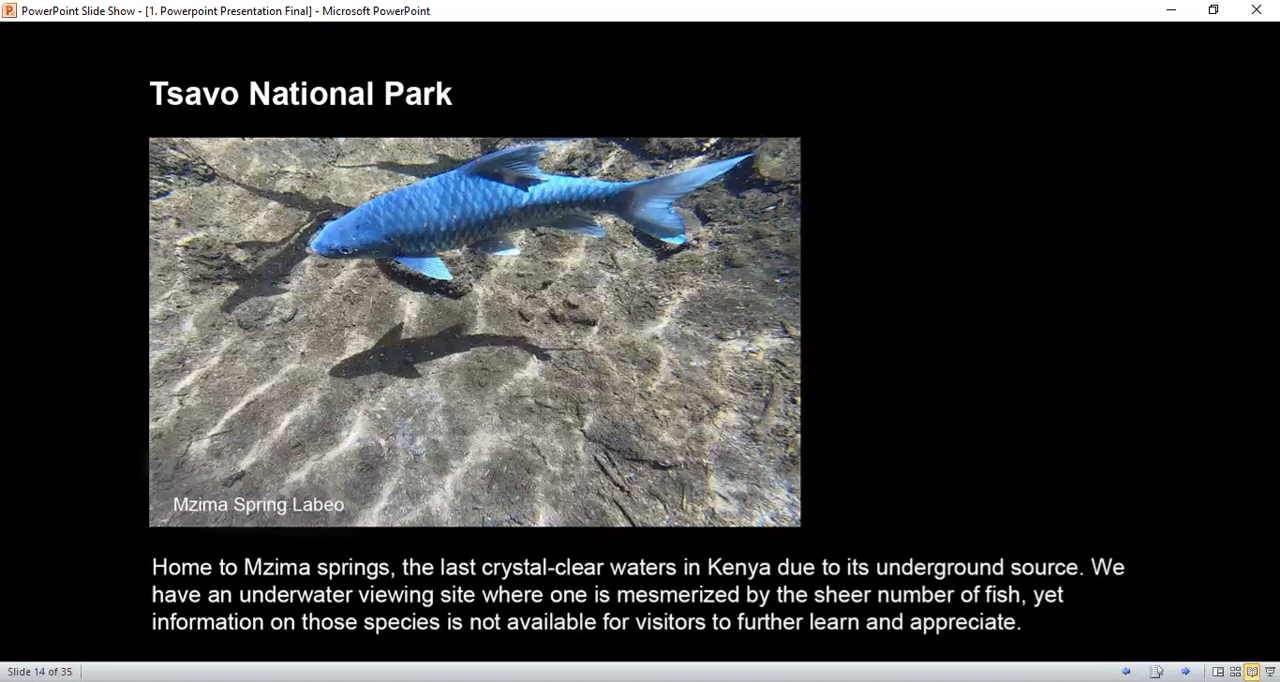 PowerPoint Slide Show - [1. Powerpoint Presentation Final] - Microsoft PowerPoint
Tsavo National Park
Mzima Spring Labeo
Home to Mzima springs, the last crystal-clear waters in Kenya due to its underground source. We
have an underwater viewing site where one is mesmerized by the sheer number of fish, yet
information on those species is not available for visitors to further learn and appreciate.
Slide 14 of 35